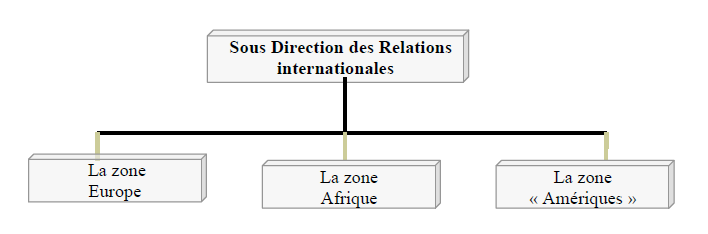 Sous Direction des Relations
internationales
La zone
Europe
La zone
Afrique
La zone
« Amériques »